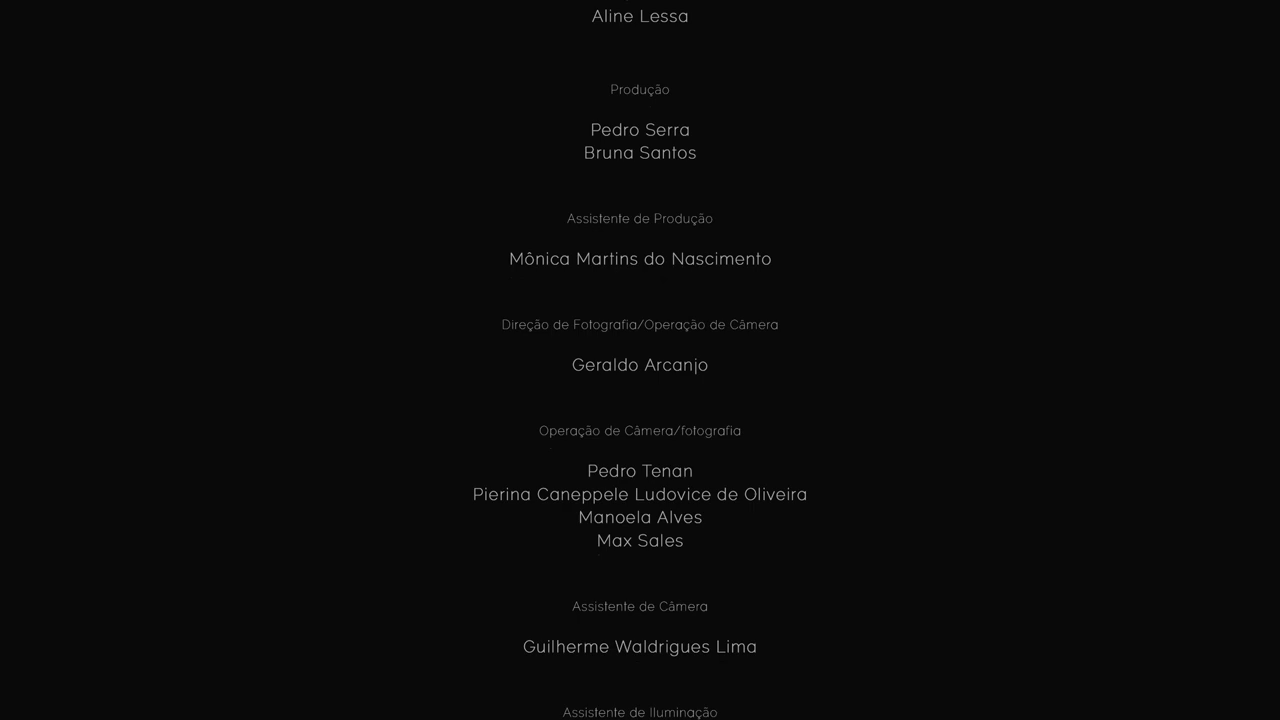 Aline Lessa
Produção
Pedro Serra
Bruna Santos
Assistente de Produção
Mônica Martins do Nascimento
Direção de Fotografia/Operação de Câmera
Geraldo Arcanjo
Operação de Câmera/fotografia
Pedro Tenan
Pierina Caneppele Ludovice de Oliveira
Manoela Alves
Max Sales
Assistente de Câmera
Guilherme Waldrigues Lima
Assistente de Iluminação